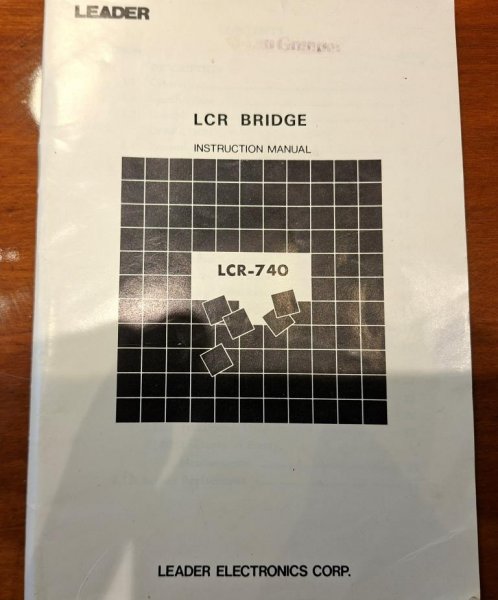 LEADER
LCR BRIDGE
INSTRUCTION MANUAL
LCR-740
LEADER ELECTRONICS CORP.